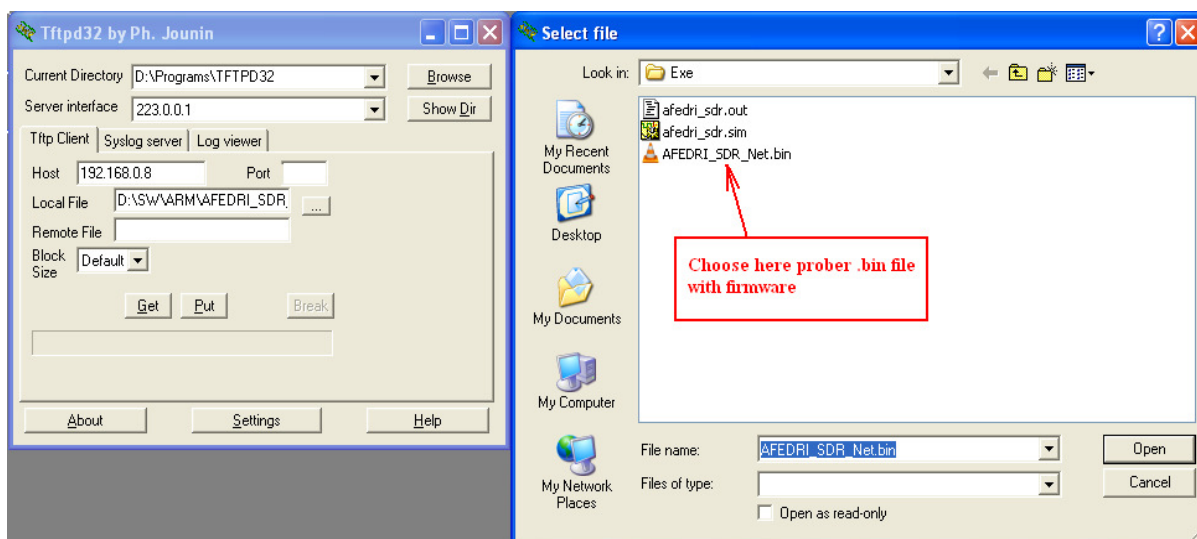 Tftpd32 by Ph. Jounin
Current Directory D:\Programs\TFTPD32 Browse
Server interface 223.0.0.1 Show Dir
Tftp Client Syslog server Log viewer
Host 192.168.0.8 Port
Local File D:\SW\ARM\AFEDRI_SDR_ ...
Remote File
Block
Size Default
Get Put Break
About Settings Help
Select file
Look in: Exe
My Recent
Documents
Desktop
My Documents
My Computer
My Network
Places
afedri_sdr.out
afedri_sdr.sim
AFEDRI_SDR_Net.bin
Choose here prober .bin file
with firmware
File name: AFEDRI_SDR_Net.bin Open
Files of type: Cancel
Open as read-only